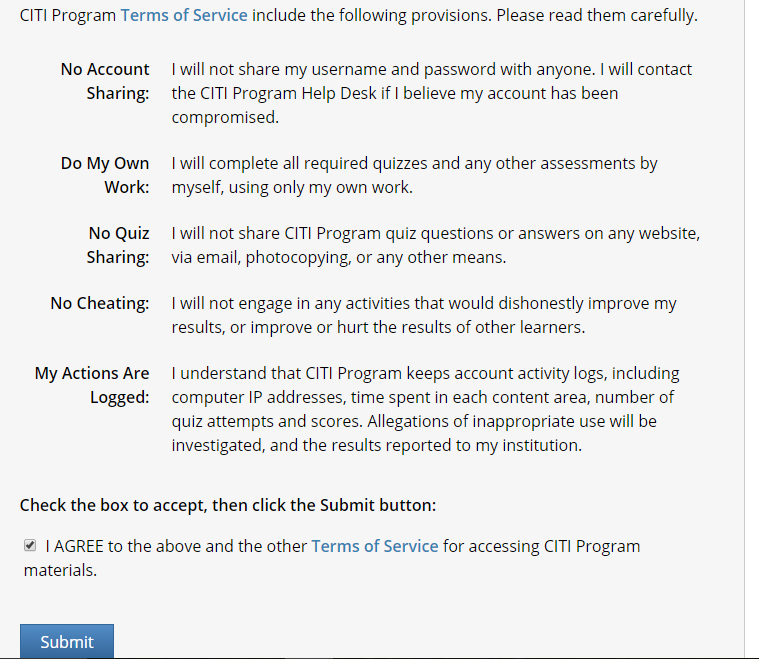 CITI Program Terms of Service include the following provisions. Please read them carefully.
No Account I will not share my username and password with anyone. I will contact
Sharing: the CITI Program Help Desk if I believe my account has been
compromised.
Do My Own I will complete all required quizzes and any other assessments by
Work: myself, using only my own work.
No Quiz I will not share CITI Program quiz questions or answers on any website,
Sharing: via email, photocopying, or any other means.
No Cheating: I will not engage in any activities that would dishonestly improve my
results, or improve or hurt the results of other learners.
My Actions Are I understand that CITI Program keeps account activity logs, including
Logged: computer IP addresses, time spent in each content area, number of
quiz attempts and scores. Allegations of inappropriate use will be
investigated, and the results reported to my institution.
Check the box to accept, then click the Submit button:
I AGREE to the above and the other Terms of Service for accessing CITI Program
materials.
Submit